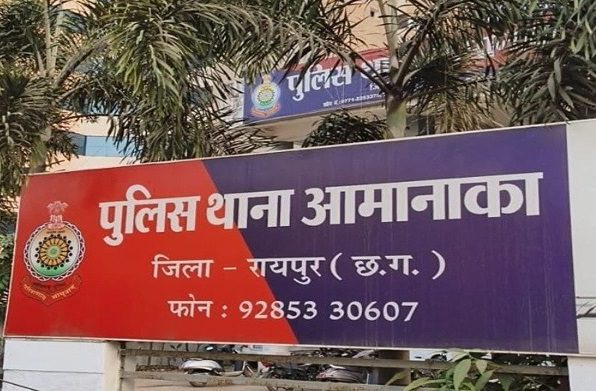 पुलिस
पुलिस थाना आमानाका
जिला - रायपुर ( छ.ग. )
फोन : 92853 30607